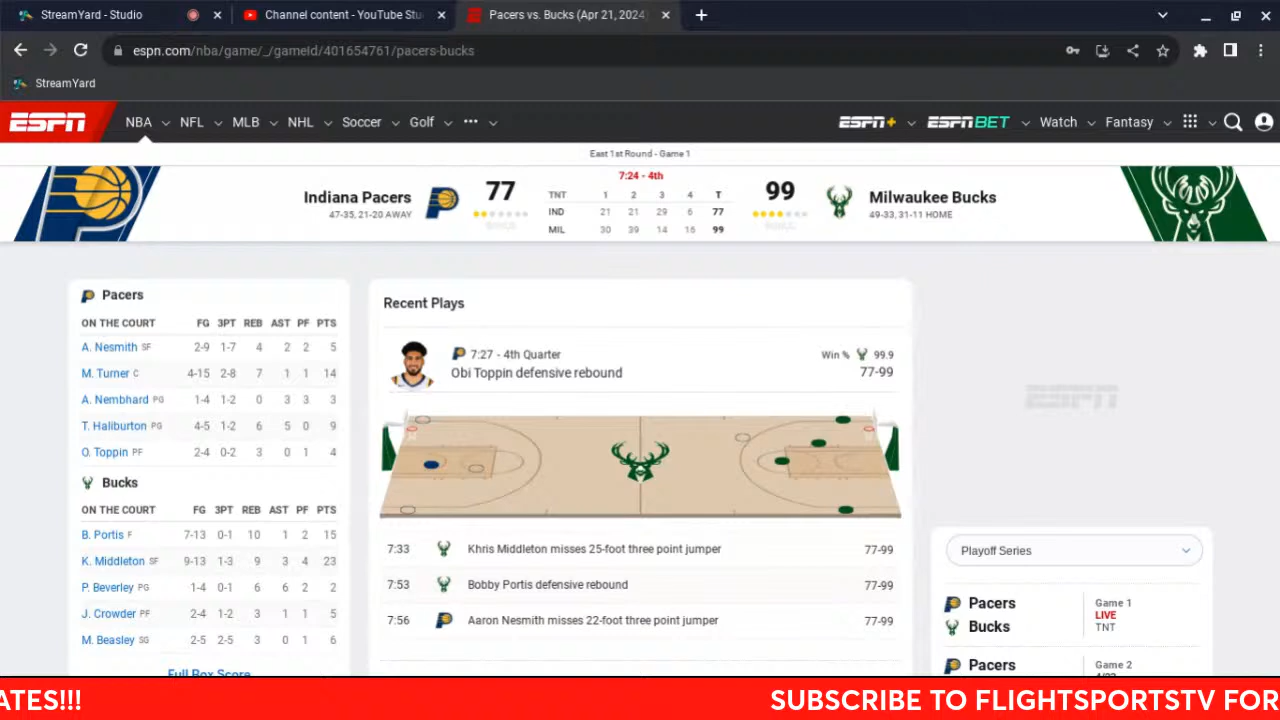 StreamYard - Studio
Channel content - YouTube Stu
Pacers vs. Bucks (Apr 21, 2024)
espn.com/nba/game/_/gameId/401654761/pacers-bucks
StreamYard
ESPN NBA NFL MLB NHL Soccer Golf ••• ESPN+ ESPN BET Watch Fantasy
East 1st Round - Game 1
Indiana Pacers
47-35, 21-20 AWAY
77
7:24 - 4th
TNT 1 2 3 4 T
IND 21 21 29 6 77
MIL 30 39 14 16 99
99
Milwaukee Bucks
49-33, 31-11 HOME
Pacers
ON THE COURT FG 3PT REB AST PF PTS
A. Nesmith SF 2-9 1-7 4 2 2 5
M. Turner C 4-15 2-8 7 1 1 14
A. Nembhard PG 1-4 1-2 0 3 3 3
T. Haliburton PG 4-5 1-2 6 5 0 9
O. Toppin PF 2-4 0-2 3 0 1 4
Bucks
ON THE COURT FG 3PT REB AST PF PTS
B. Portis F 7-13 0-1 10 1 2 15
K. Middleton SF 9-13 1-3 9 3 4 23
P. Beverley PG 1-4 0-1 6 6 2 2
J. Crowder PF 2-4 1-2 3 1 1 5
M. Beasley SG 2-5 2-5 3 0 1 6
Full Box Score
Recent Plays
7:27 - 4th Quarter
Obi Toppin defensive rebound
Win % 99.9
77-99
7:33 Khris Middleton misses 25-foot three point jumper 77-99
7:53 Bobby Portis defensive rebound 77-99
7:56 Aaron Nesmith misses 22-foot three point jumper 77-99
ESPN
Playoff Series
Pacers
Bucks
Game 1
LIVE
TNT
Pacers
Game 2
ATES!!!
SUBSCRIBE TO FLIGHTSPORTSTV FOR